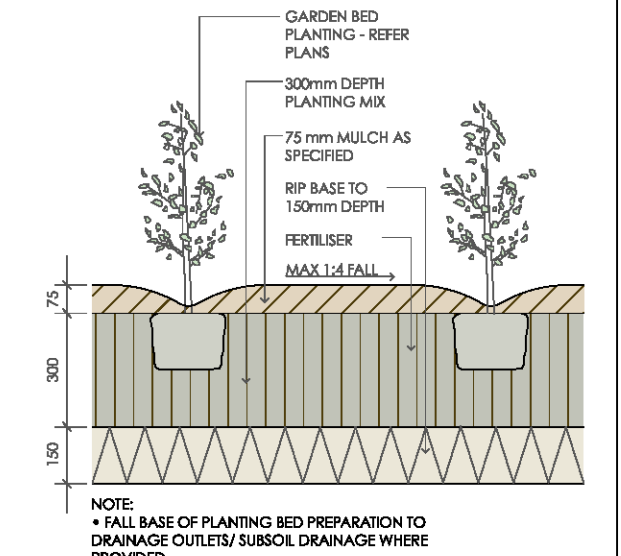 GARDEN BED
PLANTING - REFER
PLANS
300mm DEPTH
PLANTING MIX
75 mm MULCH AS
SPECIFIED
RIP BASE TO
150mm DEPTH
FERTILISER
MAX 1:4 FALL
75
300
150
NOTE:
• FALL BASE OF PLANTING BED PREPARATION TO
DRAINAGE OUTLETS/ SUBSOIL DRAINAGE WHERE
PROVIDED